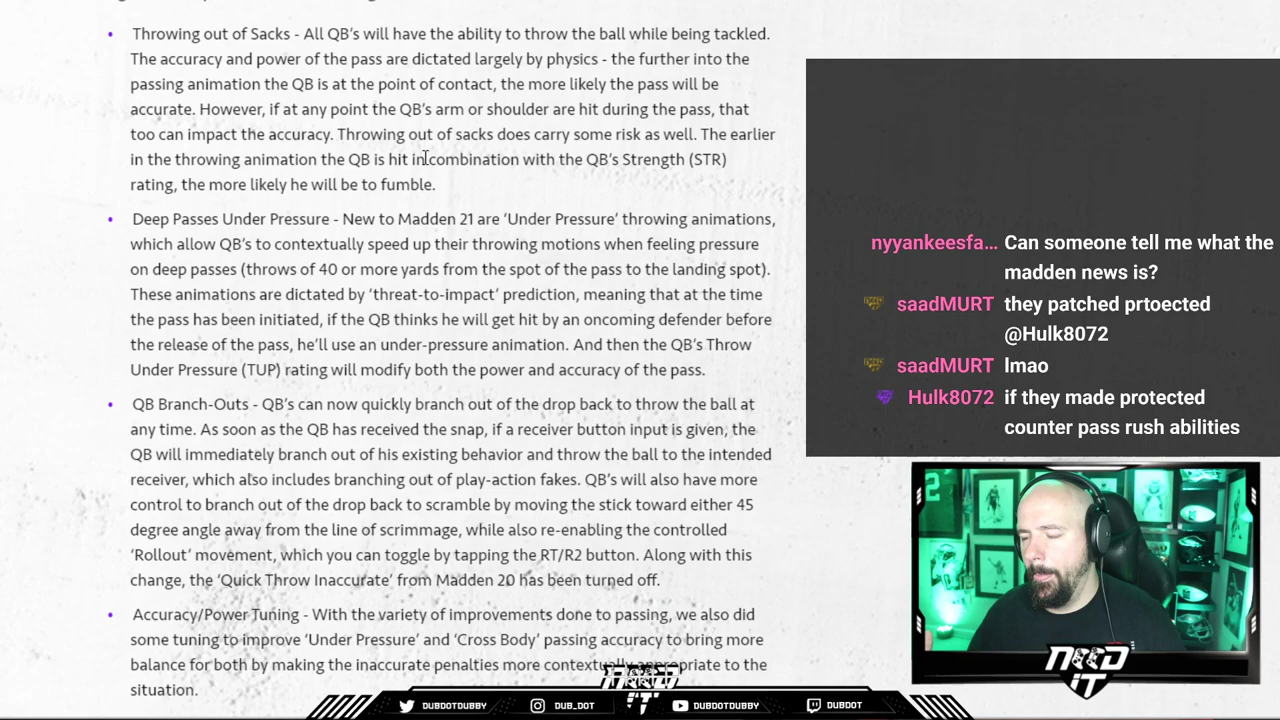 Throwing out of Sacks - All QB's will have the ability to throw the ball while being tackled.
The accuracy and power of the pass are dictated largely by physics - the further into the
passing animation the QB is at the point of contact, the more likely the pass will be
accurate. However, if at any point the QB's arm or shoulder are hit during the pass, that
too can impact the accuracy. Throwing out of sacks does carry some risk as well. The earlier
in the throwing animation the QB is hit in combination with the QB's Strength (STR)
rating, the more likely he will be to fumble.
Deep Passes Under Pressure - New to Madden 21 are 'Under Pressure' throwing animations,
which allow QB's to contextually speed up their throwing motions when feeling pressure
on deep passes (throws of 40 or more yards from the spot of the pass to the landing spot).
These animations are dictated by 'threat-to-impact' prediction, meaning that at the time
the pass has been initiated, if the QB thinks he will get hit by an oncoming defender before
the release of the pass, he'll use an under-pressure animation. And then the QB's Throw
Under Pressure (TUP) rating will modify both the power and accuracy of the pass.
QB Branch-Outs - QB's can now quickly branch out of the drop back to throw the ball at
any time. As soon as the QB has received the snap, if a receiver button input is given, the
QB will immediately branch out of his existing behavior and throw the ball to the intended
receiver, which also includes branching out of play-action fakes. QB's will also have more
control to branch out of the drop back to scramble by moving the stick toward either 45
degree angle away from the line of scrimmage, while also re-enabling the controlled
'Rollout' movement, which you can toggle by tapping the RT/R2 button. Along with this
change, the 'Quick Throw Inaccurate' from Madden 20 has been turned off.
Accuracy/Power Tuning - With the variety of improvements done to passing, we also did
some tuning to improve 'Under Pressure' and 'Cross Body' passing accuracy to bring more
balance for both by making the inaccurate penalties more contextually appropriate to the
situation.
nyyankeesfa... Can someone tell me what the
madden news is?
saadMURT they patched prtoected
@Hulk8072
saadMURT lmao
Hulk8072 if they made protected
counter pass rush abilities
2
NEED
IT
NEED
IT
DUBDOTDUBBY
DUB_DOT
DUBDOTDUBBY
DUBDOT